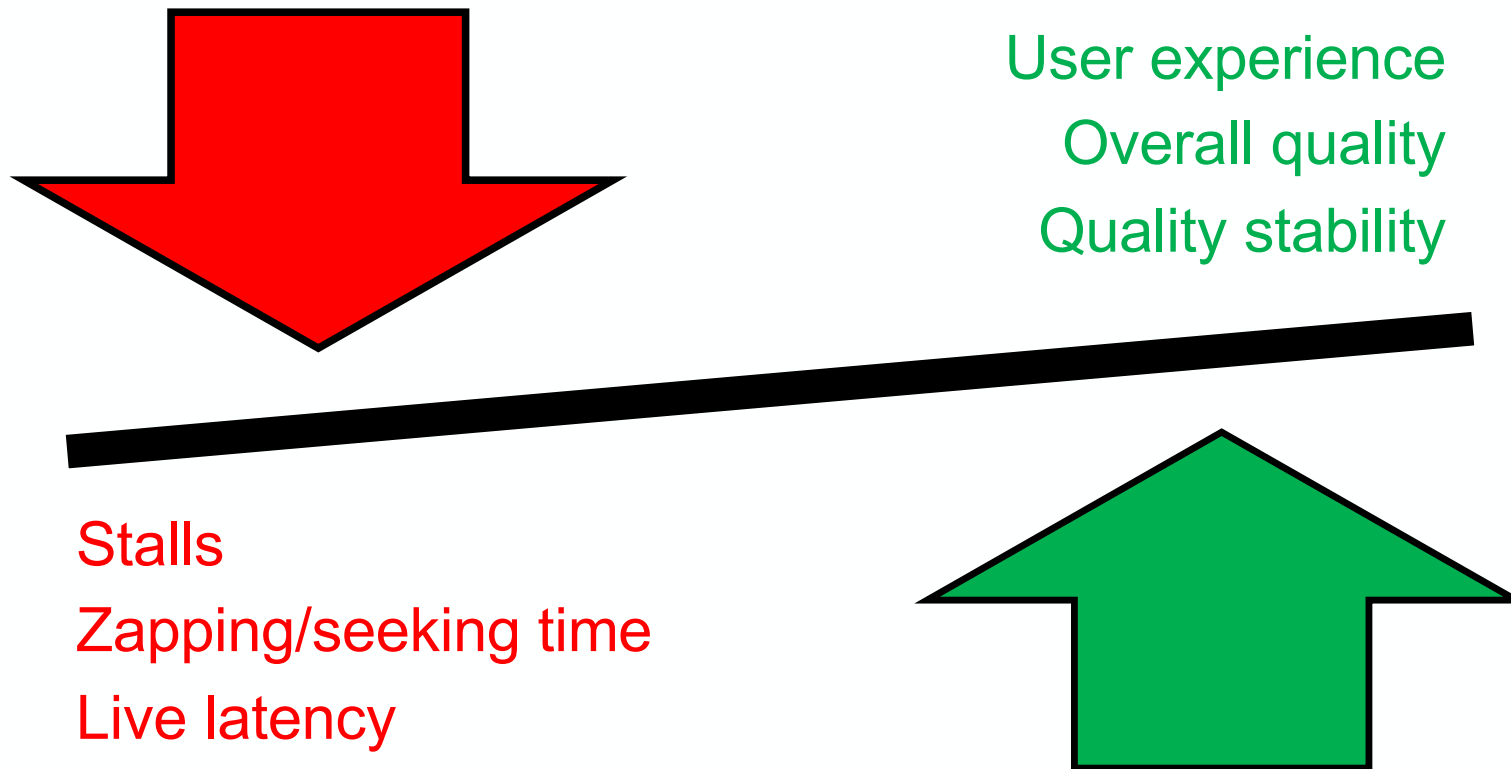 User experience
Overall quality
Quality stability
Stalls
Zapping/seeking time
Live latency